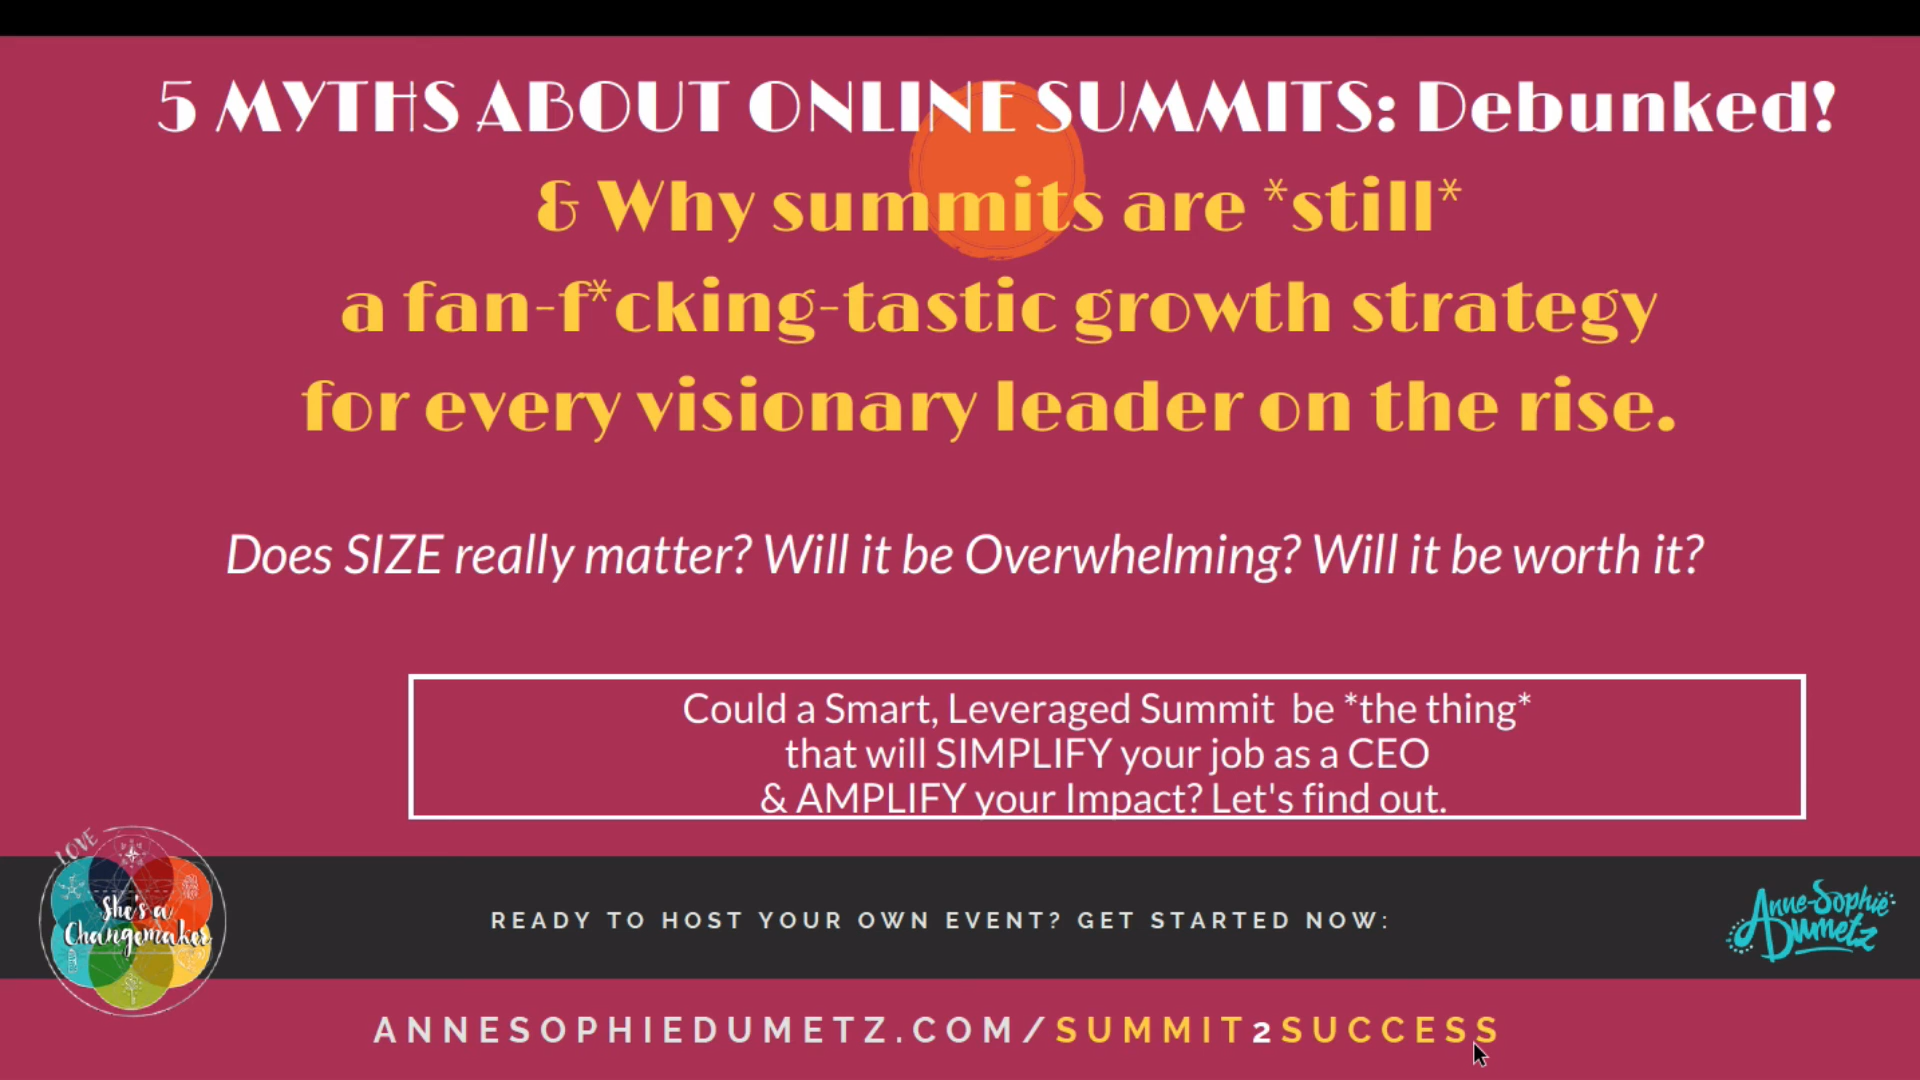 5 MYTHS ABOUT ONLINE SUMMITS: Debunked!
& Why summits are *still*
a fan-f*cking-tastic growth strategy
for every visionary leader on the rise.
Does SIZE really matter? Will it be Overwhelming? Will it be worth it?
Could a Smart, Leveraged Summit be *the thing*
that will SIMPLIFY your job as a CEO
& AMPLIFY your Impact? Let's find out.
LOVE
She's a
Changemaker
READY TO HOST YOUR OWN EVENT? GET STARTED NOW:
Anne-Sophie
Dumetz
ANNESOPHIEDUMETZ.COM/SUMMIT2SUCCESS